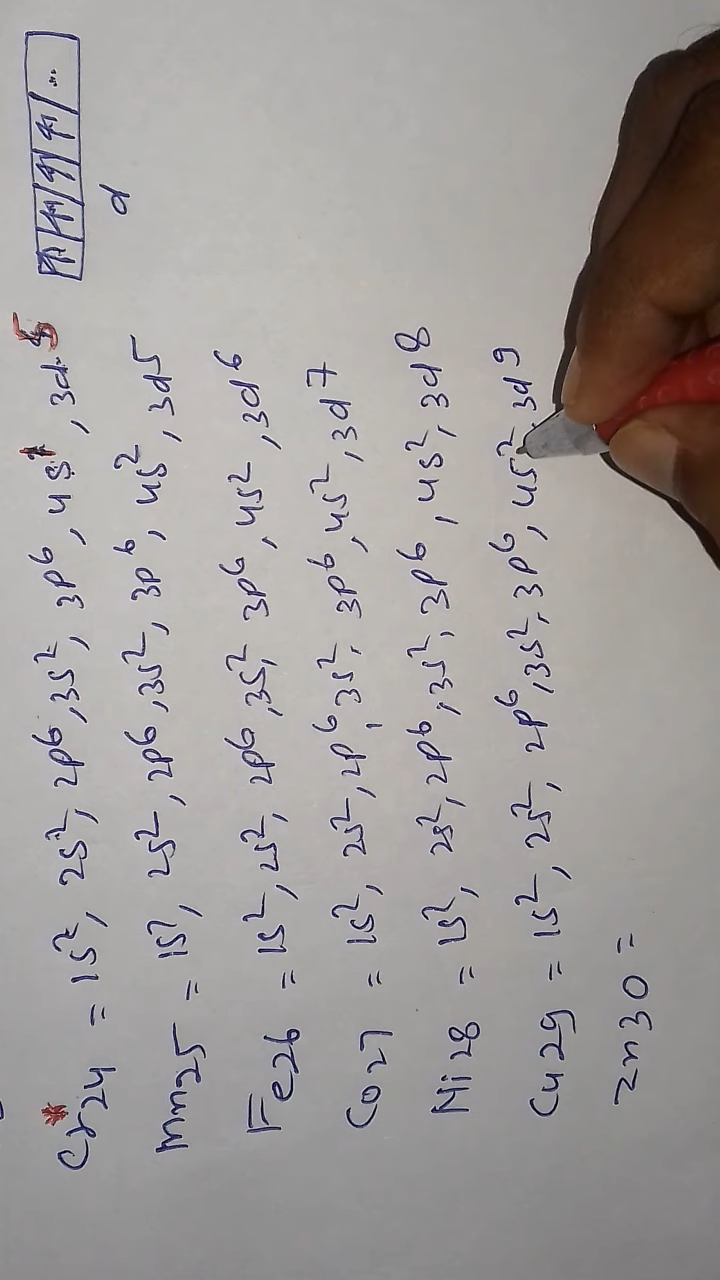 Cr24 = 1s², 2s², 2p⁶, 3s², 3p⁶, 4s¹, 3d⁵
Mn25 = 1s², 2s², 2p⁶, 3s², 3p⁶, 4s², 3d5
d
Fe26 = 1s², 2s², 2p⁶, 3s², 3p⁶, 4s², 3d⁶
Co27 = 1s², 2s², 2p⁶, 3s², 3p⁶, 4s², 3d⁷
Ni28 = 1s², 2s², 2p⁶, 3s², 3p⁶, 4s², 3d⁸
Cu29 = 1s², 2s², 2p⁶, 3s², 3p⁶, 4s² 3d⁹
Zn30 =